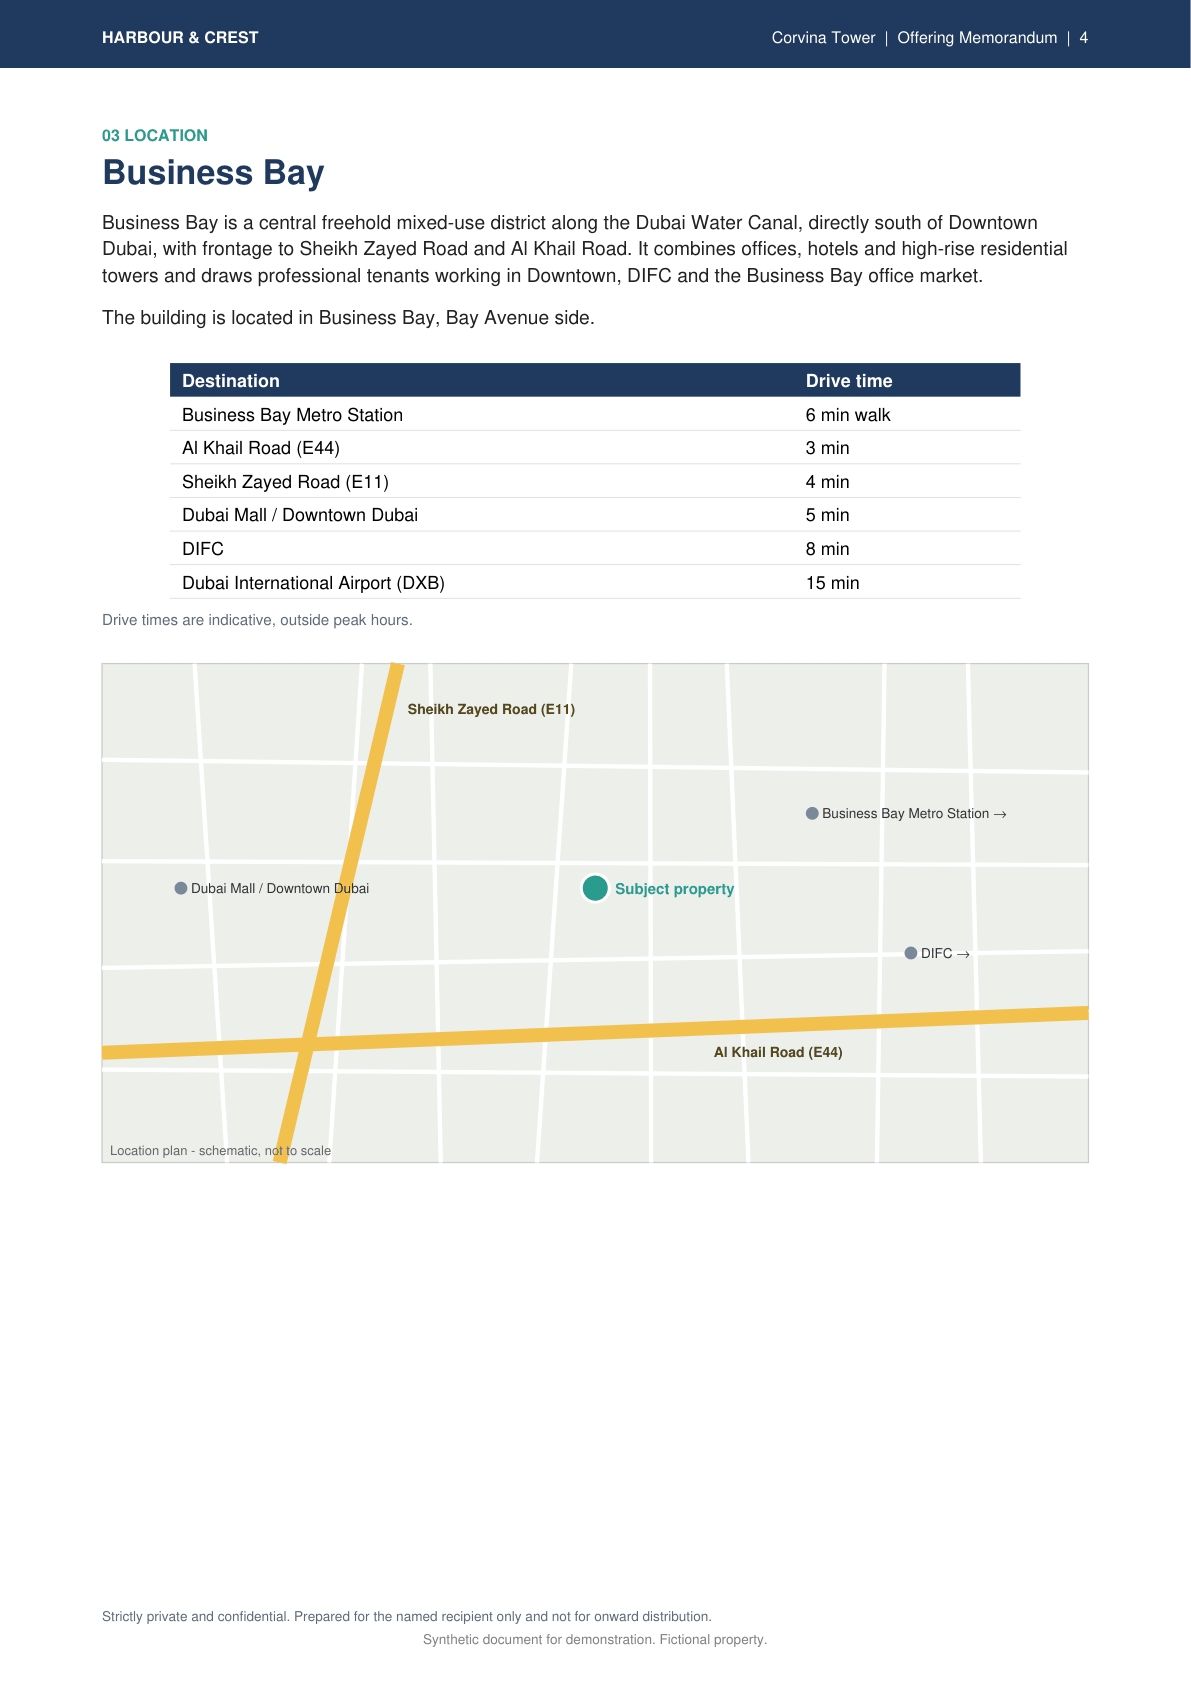 HARBOUR & CREST
Corvina Tower | Offering Memorandum | 4
03 LOCATION
Business Bay
Business Bay is a central freehold mixed-use district along the Dubai Water Canal, directly south of Downtown
Dubai, with frontage to Sheikh Zayed Road and Al Khail Road. It combines offices, hotels and high-rise residential
towers and draws professional tenants working in Downtown, DIFC and the Business Bay office market.
The building is located in Business Bay, Bay Avenue side.
Destination Drive time
Business Bay Metro Station 6 min walk
Al Khail Road (E44) 3 min
Sheikh Zayed Road (E11) 4 min
Dubai Mall / Downtown Dubai 5 min
DIFC 8 min
Dubai International Airport (DXB) 15 min
Drive times are indicative, outside peak hours.
Sheikh Zayed Road (E11)
Business Bay Metro Station →
Dubai Mall / Downtown Dubai
Subject property
DIFC →
Al Khail Road (E44)
Location plan - schematic, not to scale
Strictly private and confidential. Prepared for the named recipient only and not for onward distribution.
Synthetic document for demonstration. Fictional property.